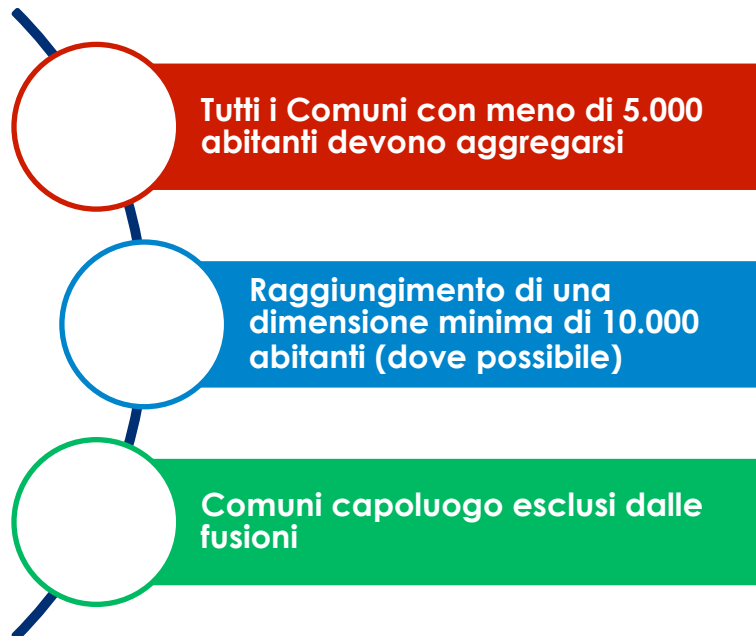 Tutti i Comuni con meno di 5.000
abitanti devono aggregarsi
Raggiungimento di una
dimensione minima di 10.000
abitanti (dove possibile)
Comuni capoluogo esclusi dalle
fusioni